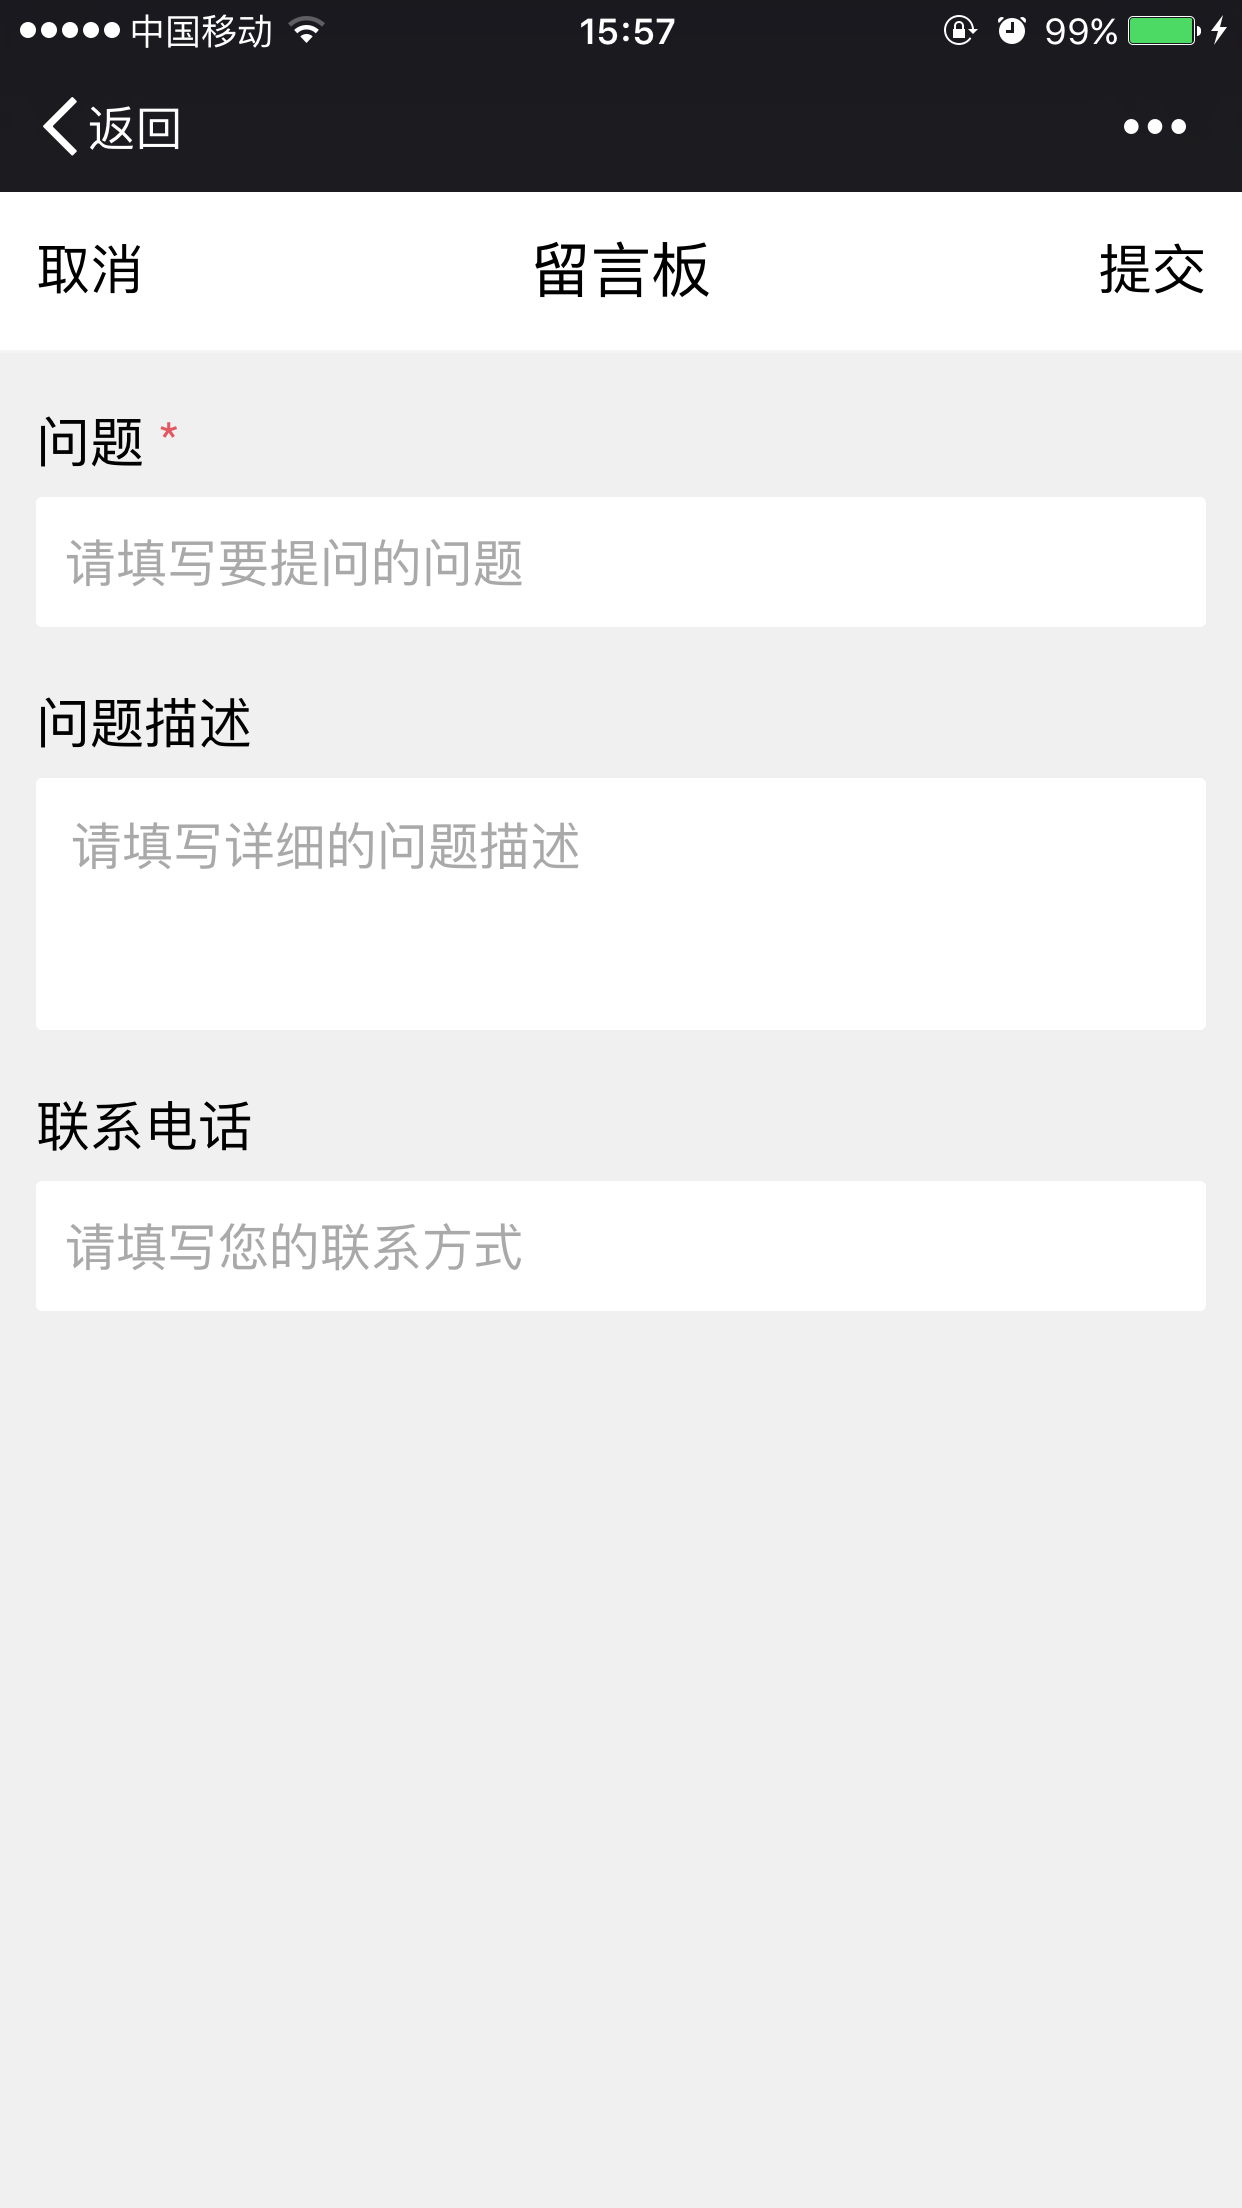 中国移动 15:57 99%
返回
取消 留言板 提交
问题 *
请填写要提问的问题
问题描述
请填写详细的问题描述
联系电话
请填写您的联系方式